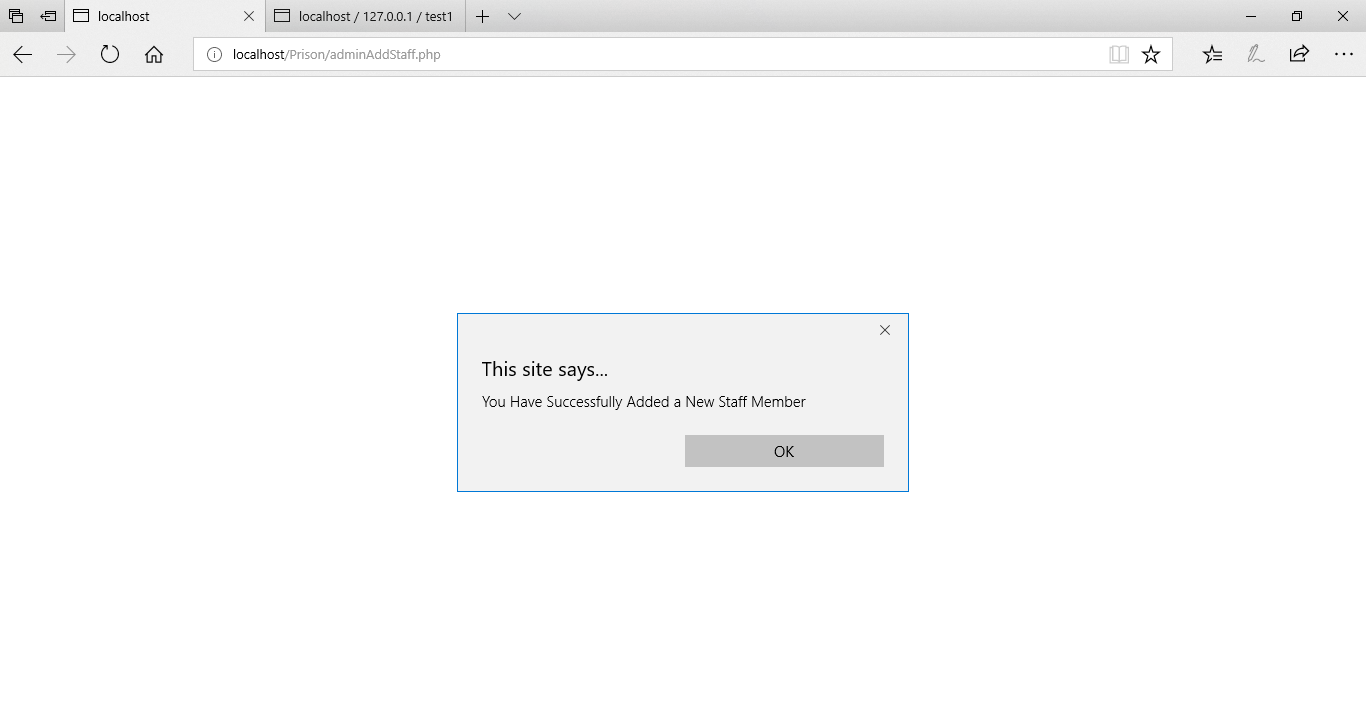 localhost
localhost / 127.0.0.1 / test1
localhost/Prison/adminAddStaff.php
This site says...
You Have Successfully Added a New Staff Member
OK